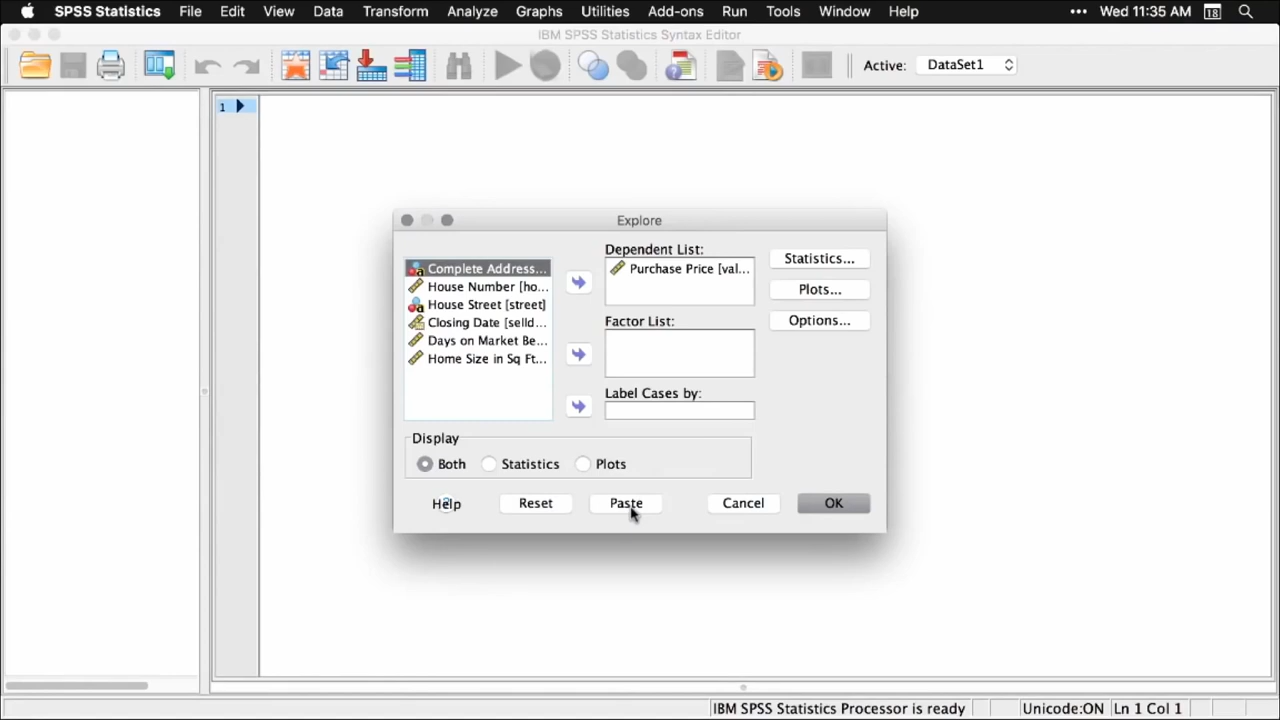 SPSS Statistics File Edit View Data Transform Analyze Graphs Utilities Add-ons Run Tools Window Help ••• Wed 11:35 AM 18
IBM SPSS Statistics Syntax Editor
Active: DataSet1
1
Explore
Complete Address...
House Number [ho...
House Street [street]
Closing Date [selld...
Days on Market Be...
Home Size in Sq Ft...
Dependent List:
Purchase Price [val...
Factor List:
Label Cases by:
Statistics...
Plots...
Options...
Display
Both Statistics Plots
Help Reset Paste Cancel OK
IBM SPSS Statistics Processor is ready Unicode:ON Ln 1 Col 1